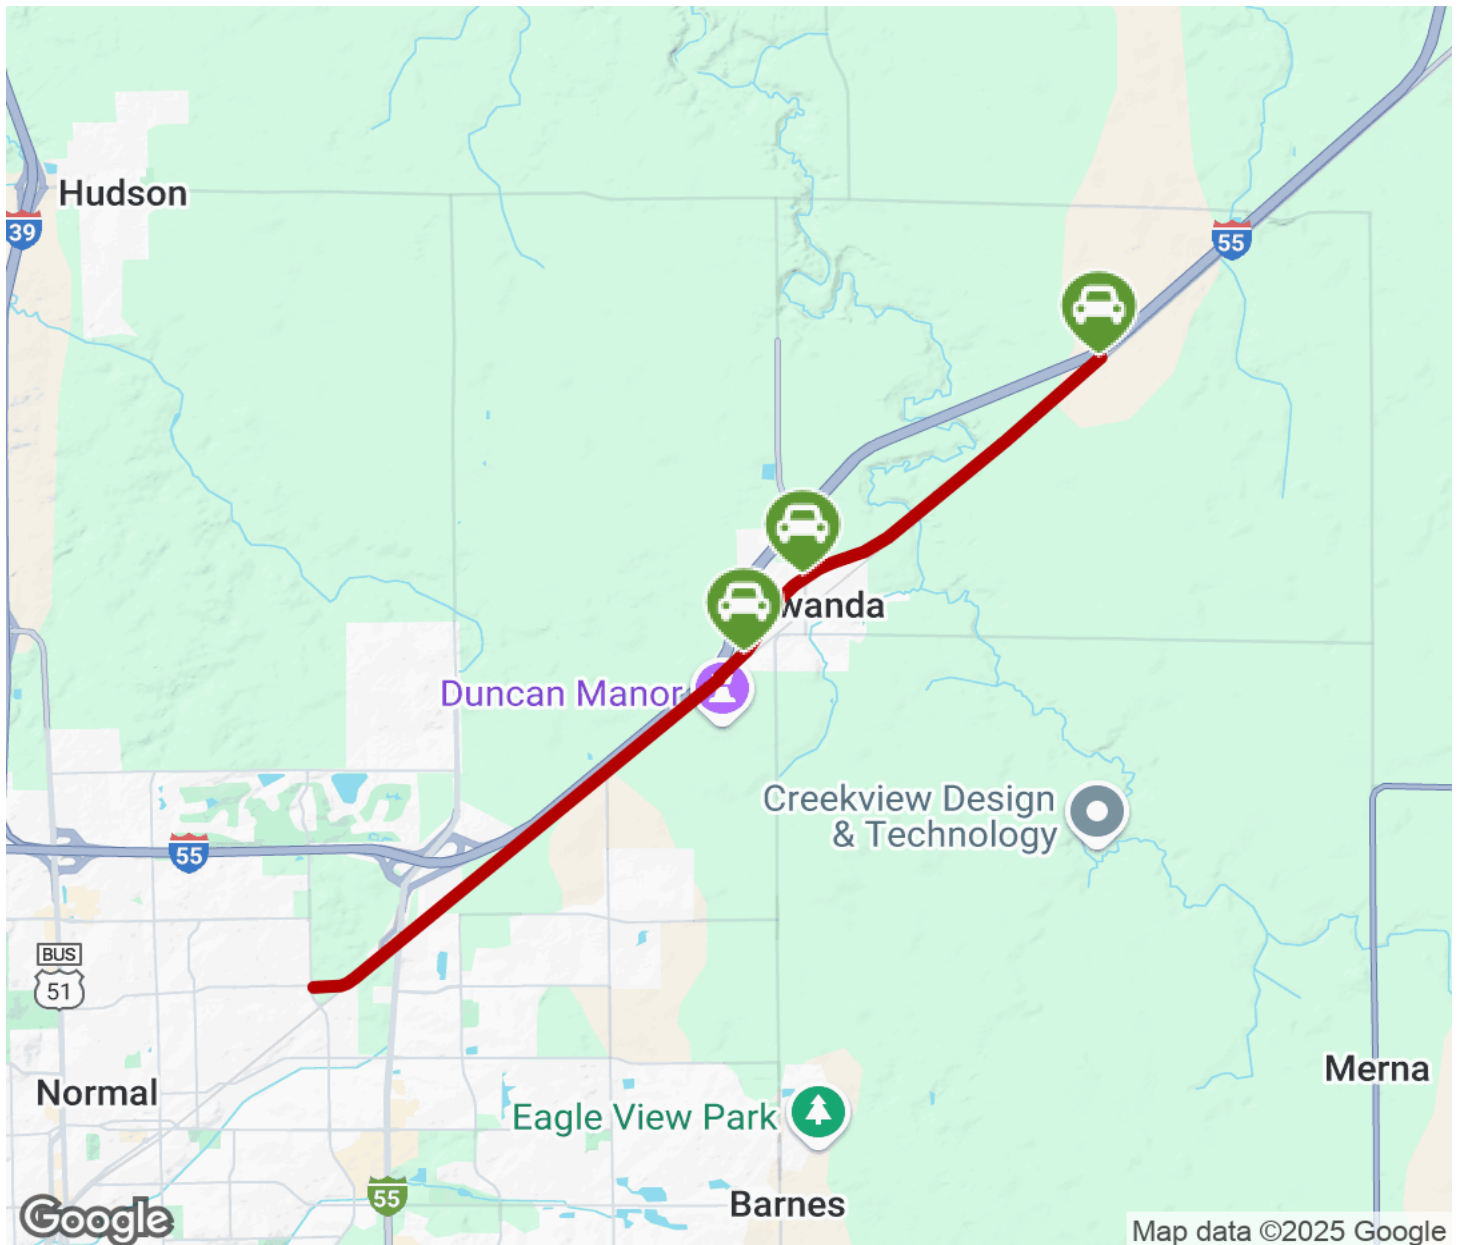 Hudson
39
55
wanda
Duncan Manor
Creekview Design
& Technology
55
BUS
51
Normal
Merna
Eagle View Park
55
Barnes
Google
Map data ©2025 Google